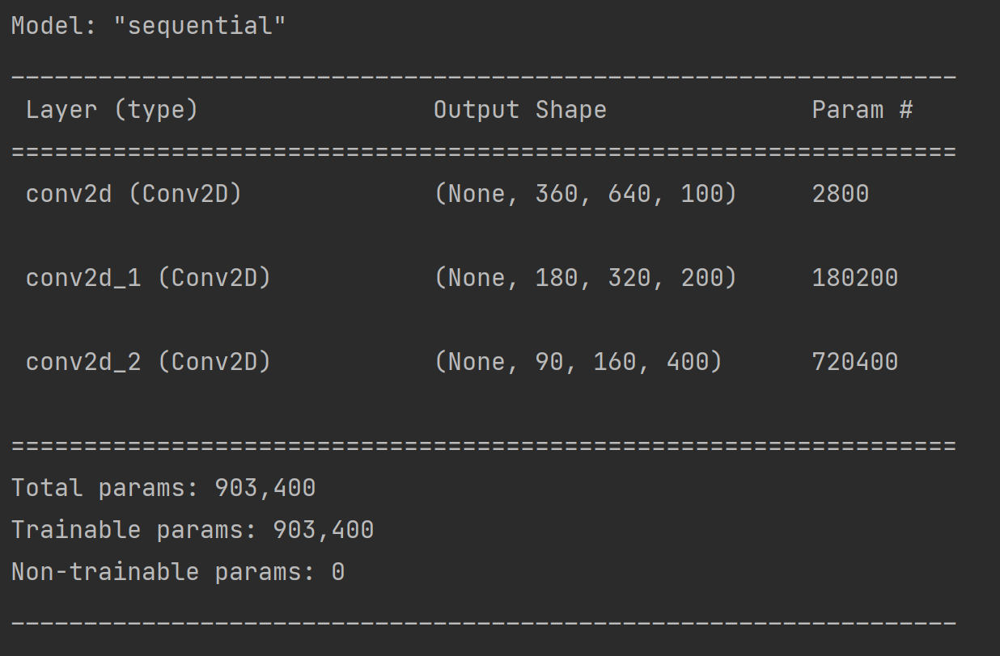 Model: "sequential"
_________________________________________________________________
 Layer (type)                Output Shape              Param #
=================================================================
 conv2d (Conv2D)             (None, 360, 640, 100)     2800
 conv2d_1 (Conv2D)           (None, 180, 320, 200)     180200
 conv2d_2 (Conv2D)           (None, 90, 160, 400)      720400
=================================================================
Total params: 903,400
Trainable params: 903,400
Non-trainable params: 0
_________________________________________________________________